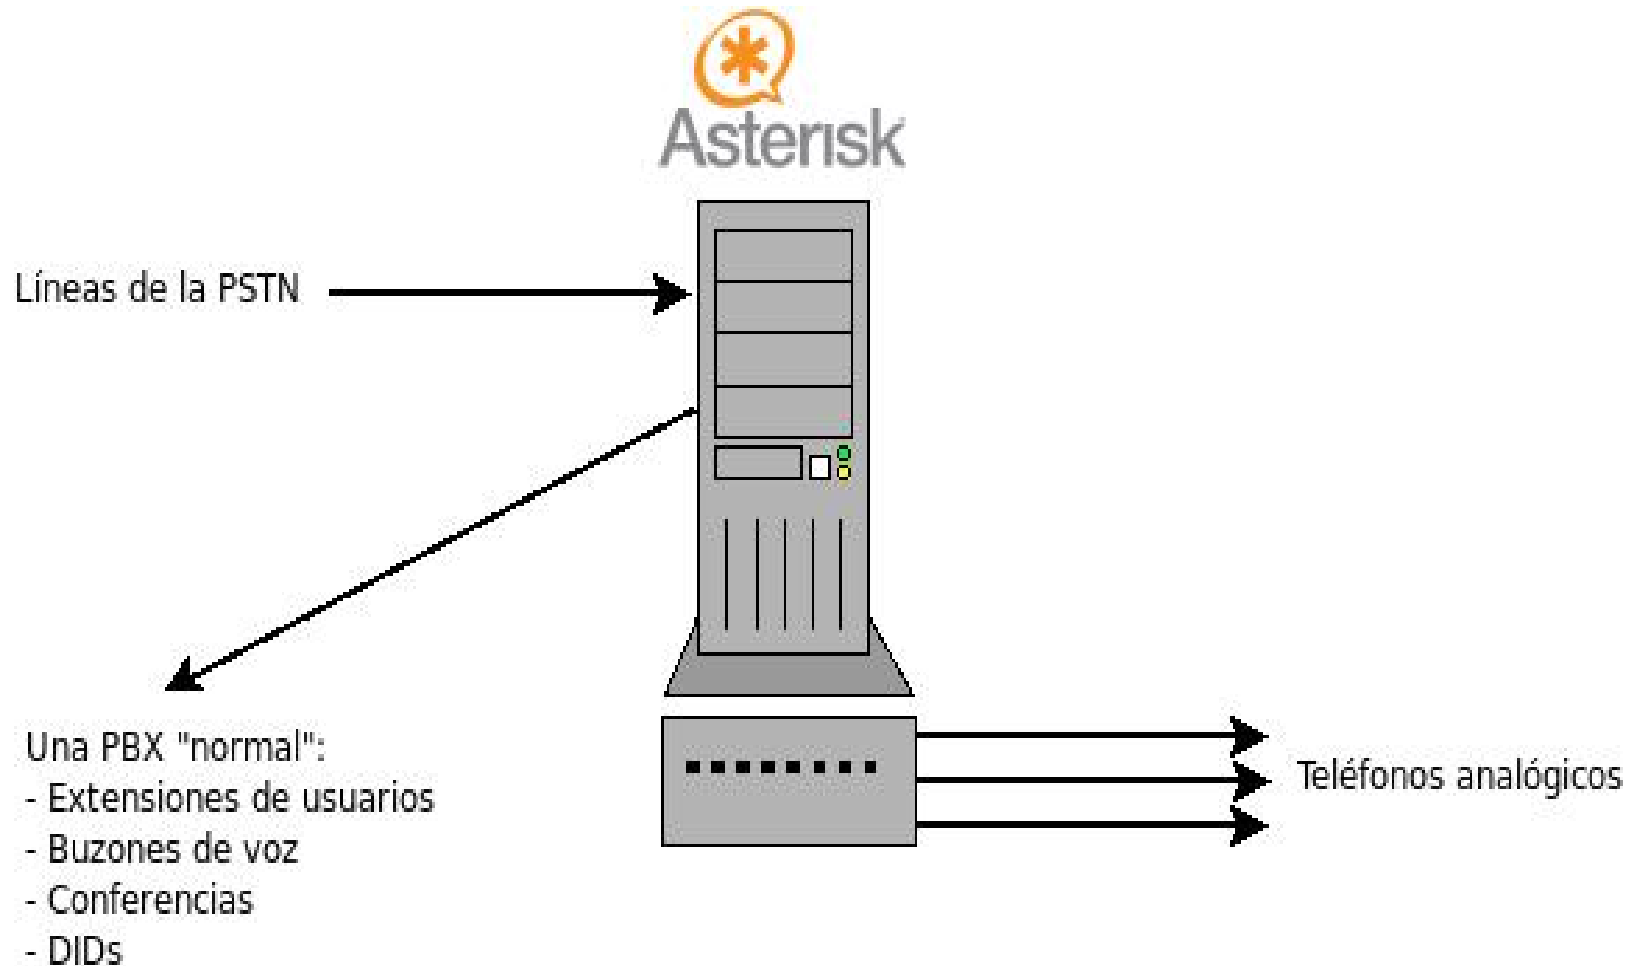 Asterisk
Líneas de la PSTN
Una PBX "normal":
- Extensiones de usuarios
- Buzones de voz
- Conferencias
- DIDs
Teléfonos analógicos